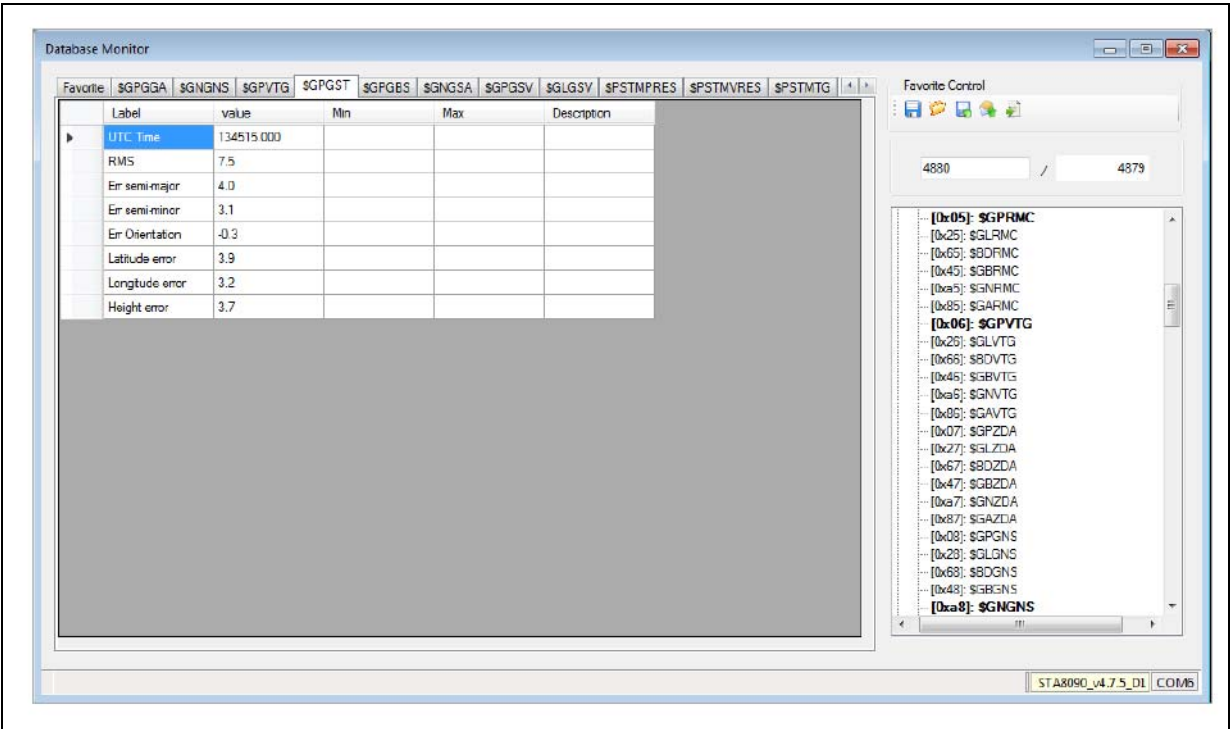 Database Monitor
Favorite $GPGGA $GNGNS $GPVTG $GPGST $GPGBS $GNGSA $GPGSV $GLGSV $PSTMPRES $PSTMVRES $PSTMTG
Label value Min Max Description
UTC Time 134515.000
RMS 7.5
Err semi-major 4.0
Err semi-minor 3.1
Err Orientation -0.3
Latitude error 3.9
Longitude error 3.2
Height error 3.7
Favorite Control
4880 / 4879
[0x05]: $GPRMC
[0x25]: $GLRMC
[0x65]: $BDRMC
[0x45]: $GBRMC
[0xa5]: $GNRMC
[0x85]: $GARMC
[0x06]: $GPVTG
[0x26]: $GLVTG
[0x66]: $BDVTG
[0x46]: $GBVTG
[0xa6]: $GNVTG
[0x86]: $GAVTG
[0x07]: $GPZDA
[0x27]: $GLZDA
[0x67]: $BDZDA
[0x47]: $GBZDA
[0xa7]: $GNZDA
[0x87]: $GAZDA
[0x08]: $GPGNS
[0x28]: $GLGNS
[0x68]: $BDGNS
[0x48]: $GBGNS
[0xa8]: $GNGNS
STA8090_v4.7.5_D1 COM6